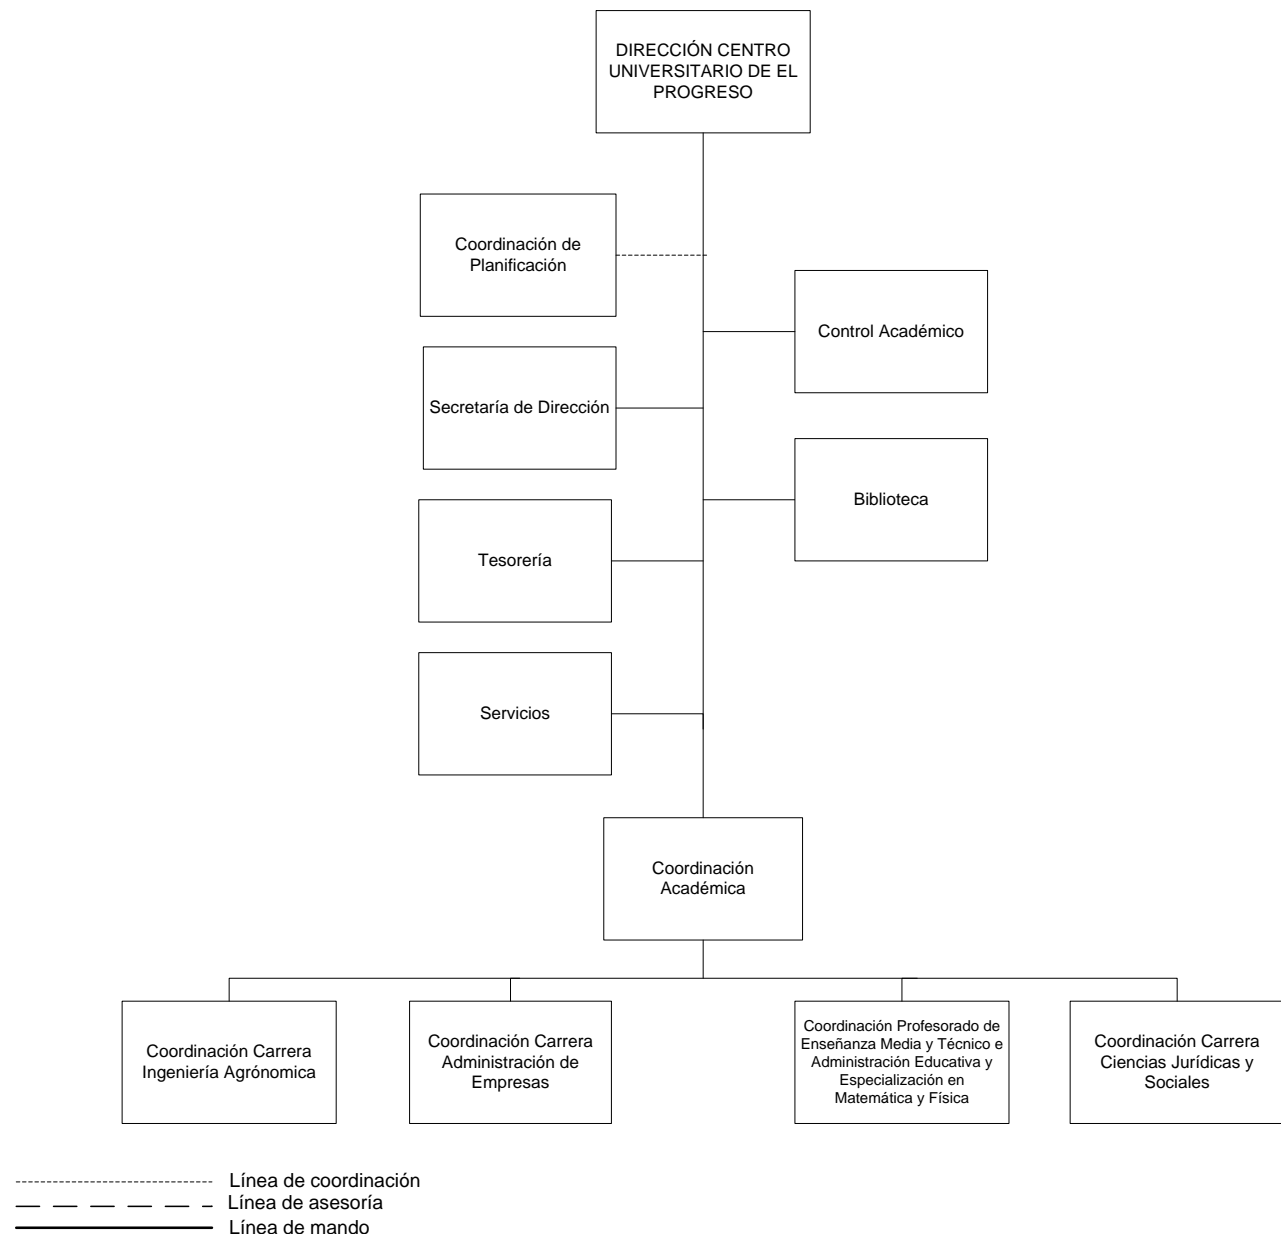 DIRECCIÓN CENTRO
UNIVERSITARIO DE EL
PROGRESO
Coordinación de
Planificación
Control Académico
Secretaría de Dirección
Biblioteca
Tesorería
Servicios
Coordinación
Académica
Coordinación Carrera
Ingeniería Agrónomica
Coordinación Carrera
Administración de
Empresas
Coordinación Profesorado de
Enseñanza Media y Técnico e
Administración Educativa y
Especialización en
Matemática y Física
Coordinación Carrera
Ciencias Jurídicas y
Sociales
Línea de coordinación
Línea de asesoría
Línea de mando